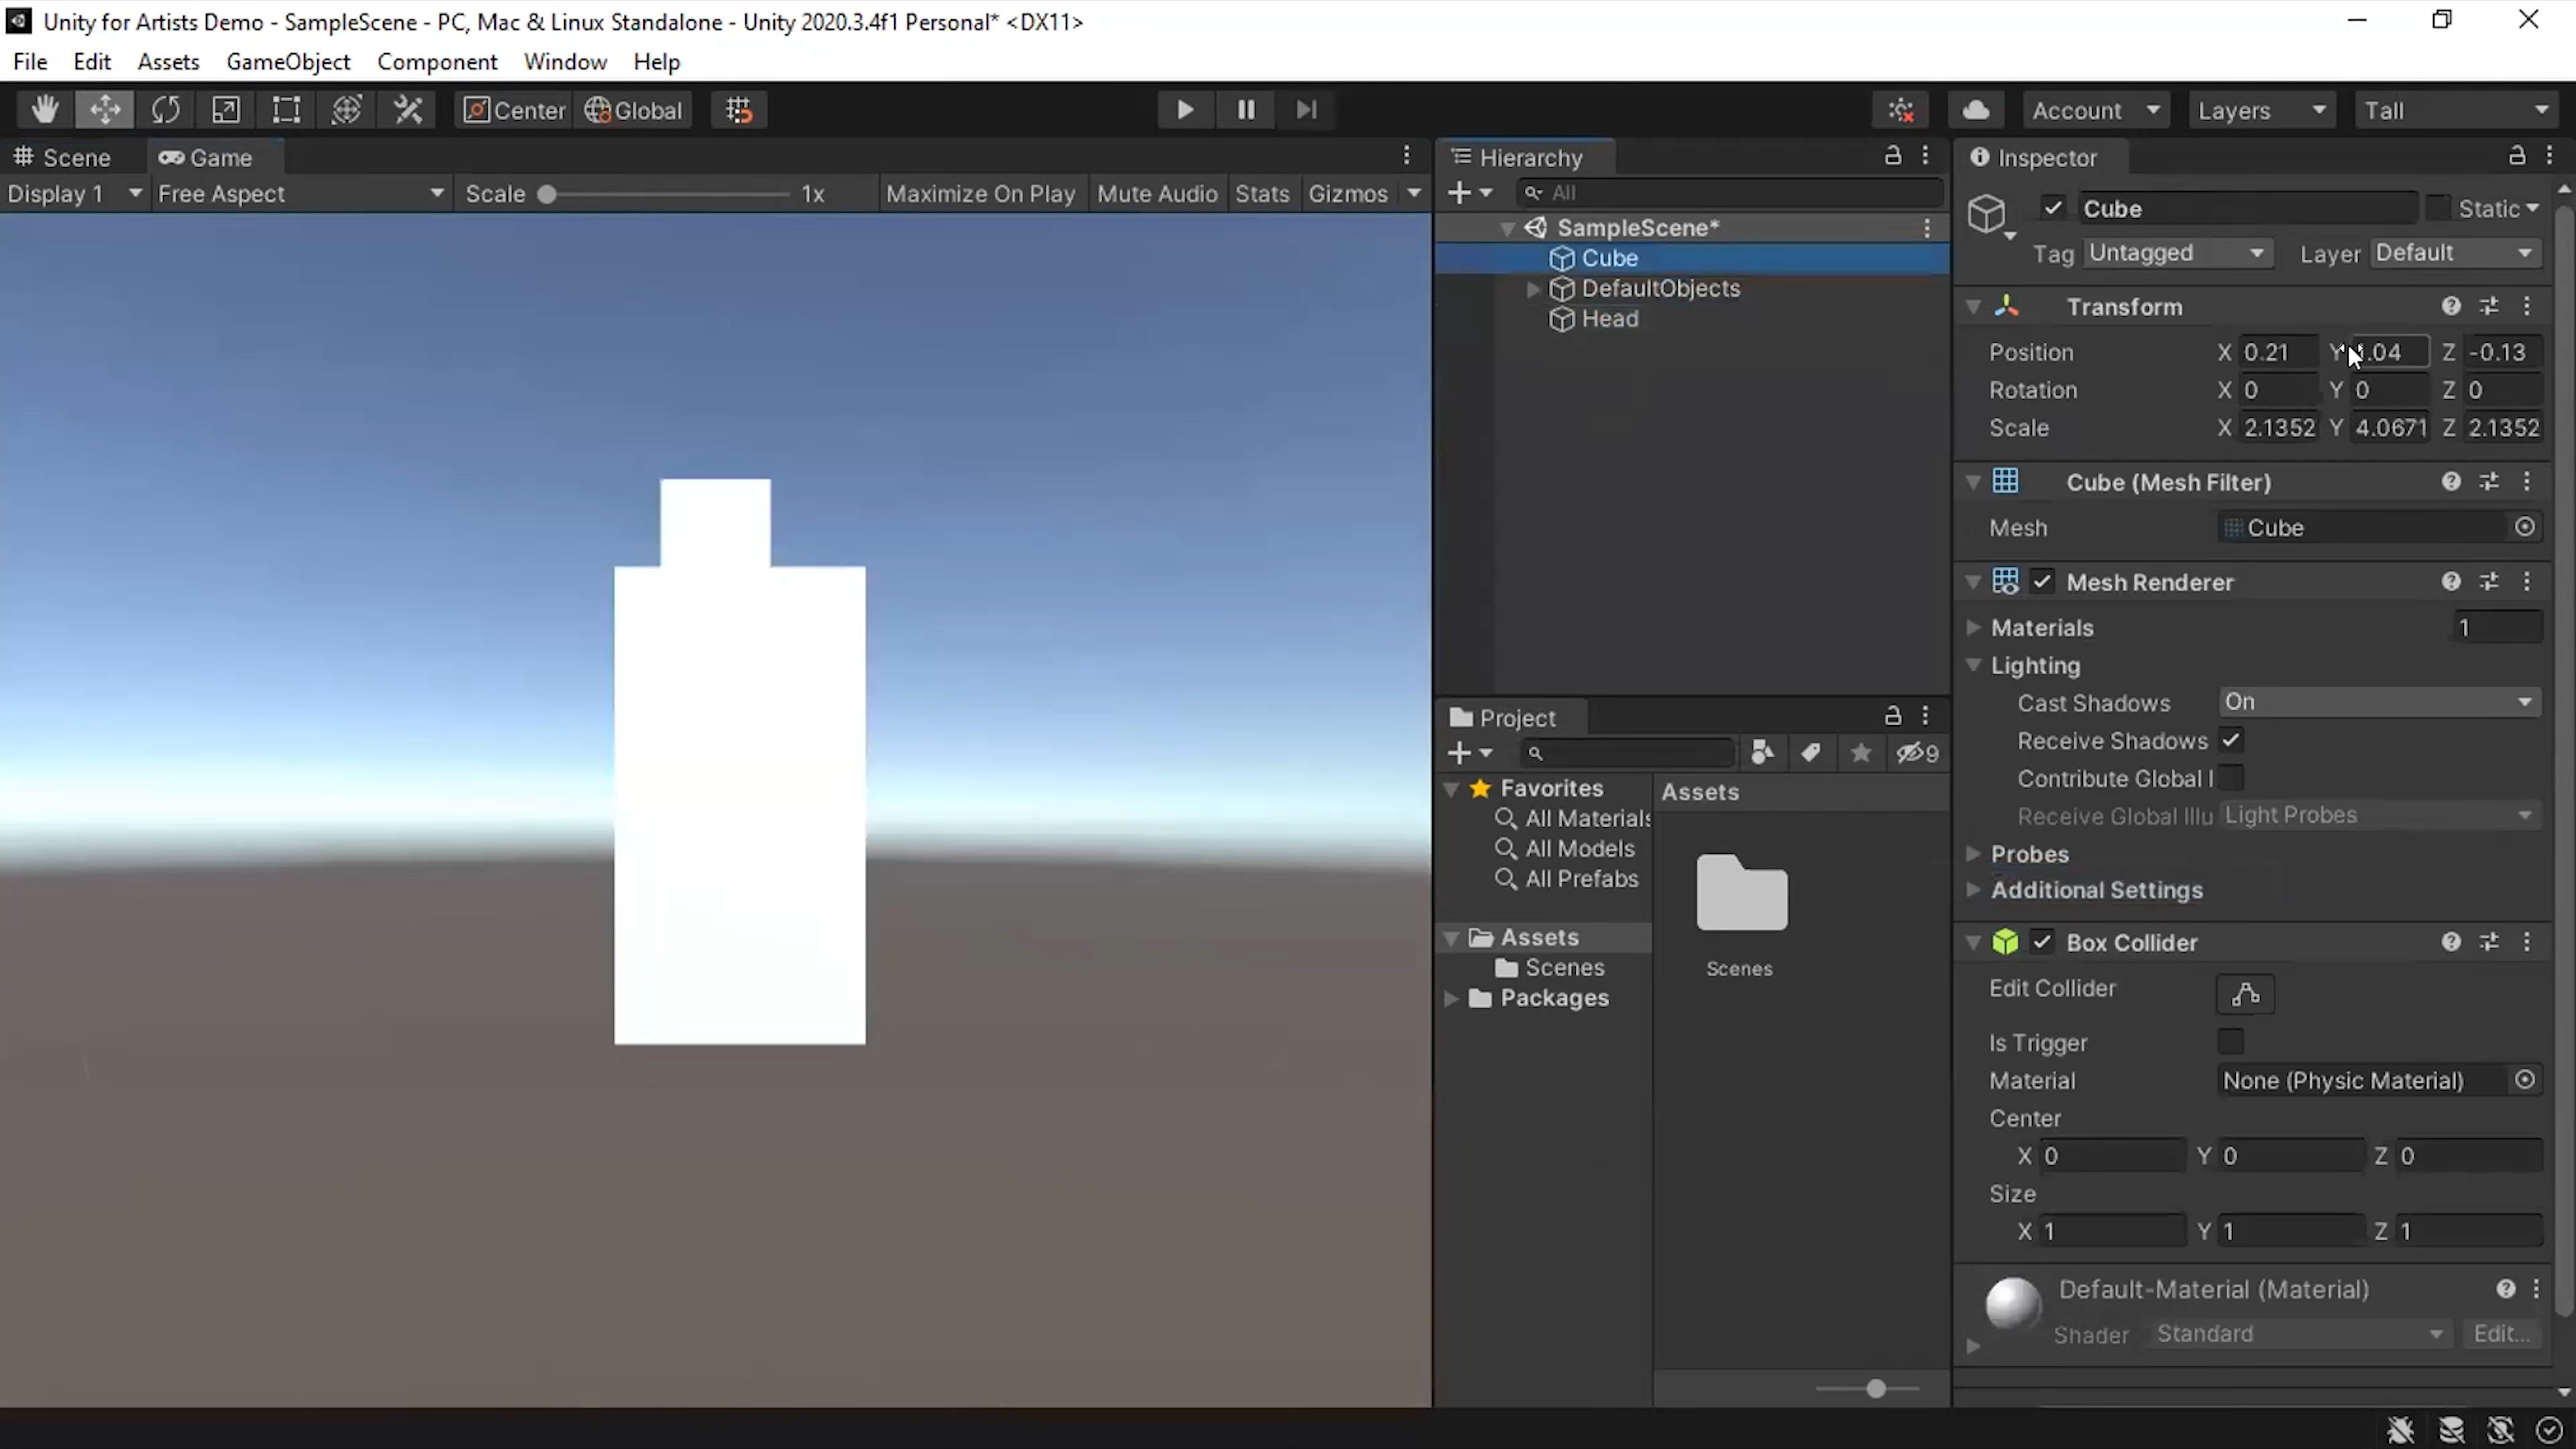 Unity for Artists Demo - SampleScene - PC, Mac & Linux Standalone - Unity 2020.3.4f1 Personal* <DX11>
File Edit Assets GameObject Component Window Help
Center Global Account Layers Tall
Scene Game
Display 1 Free Aspect Scale 1x Maximize On Play Mute Audio Stats Gizmos
Hierarchy
All
SampleScene*
Cube
DefaultObjects
Head
Project
9
Favorites
All Materials
All Models
All Prefabs
Assets
Scenes
Packages
Assets
Scenes
Inspector
Cube Static
Tag Untagged Layer Default
Transform
Position X 0.21 Y .04 Z -0.13
Rotation X 0 Y 0 Z 0
Scale X 2.1352 Y 4.0671 Z 2.1352
Cube (Mesh Filter)
Mesh Cube
Mesh Renderer
Materials 1
Lighting
Cast Shadows On
Receive Shadows
Contribute Global I
Receive Global Illu Light Probes
Probes
Additional Settings
Box Collider
Edit Collider
Is Trigger
Material None (Physic Material)
Center
X 0 Y 0 Z 0
Size
X 1 Y 1 Z 1
Default-Material (Material)
Shader Standard Edit...